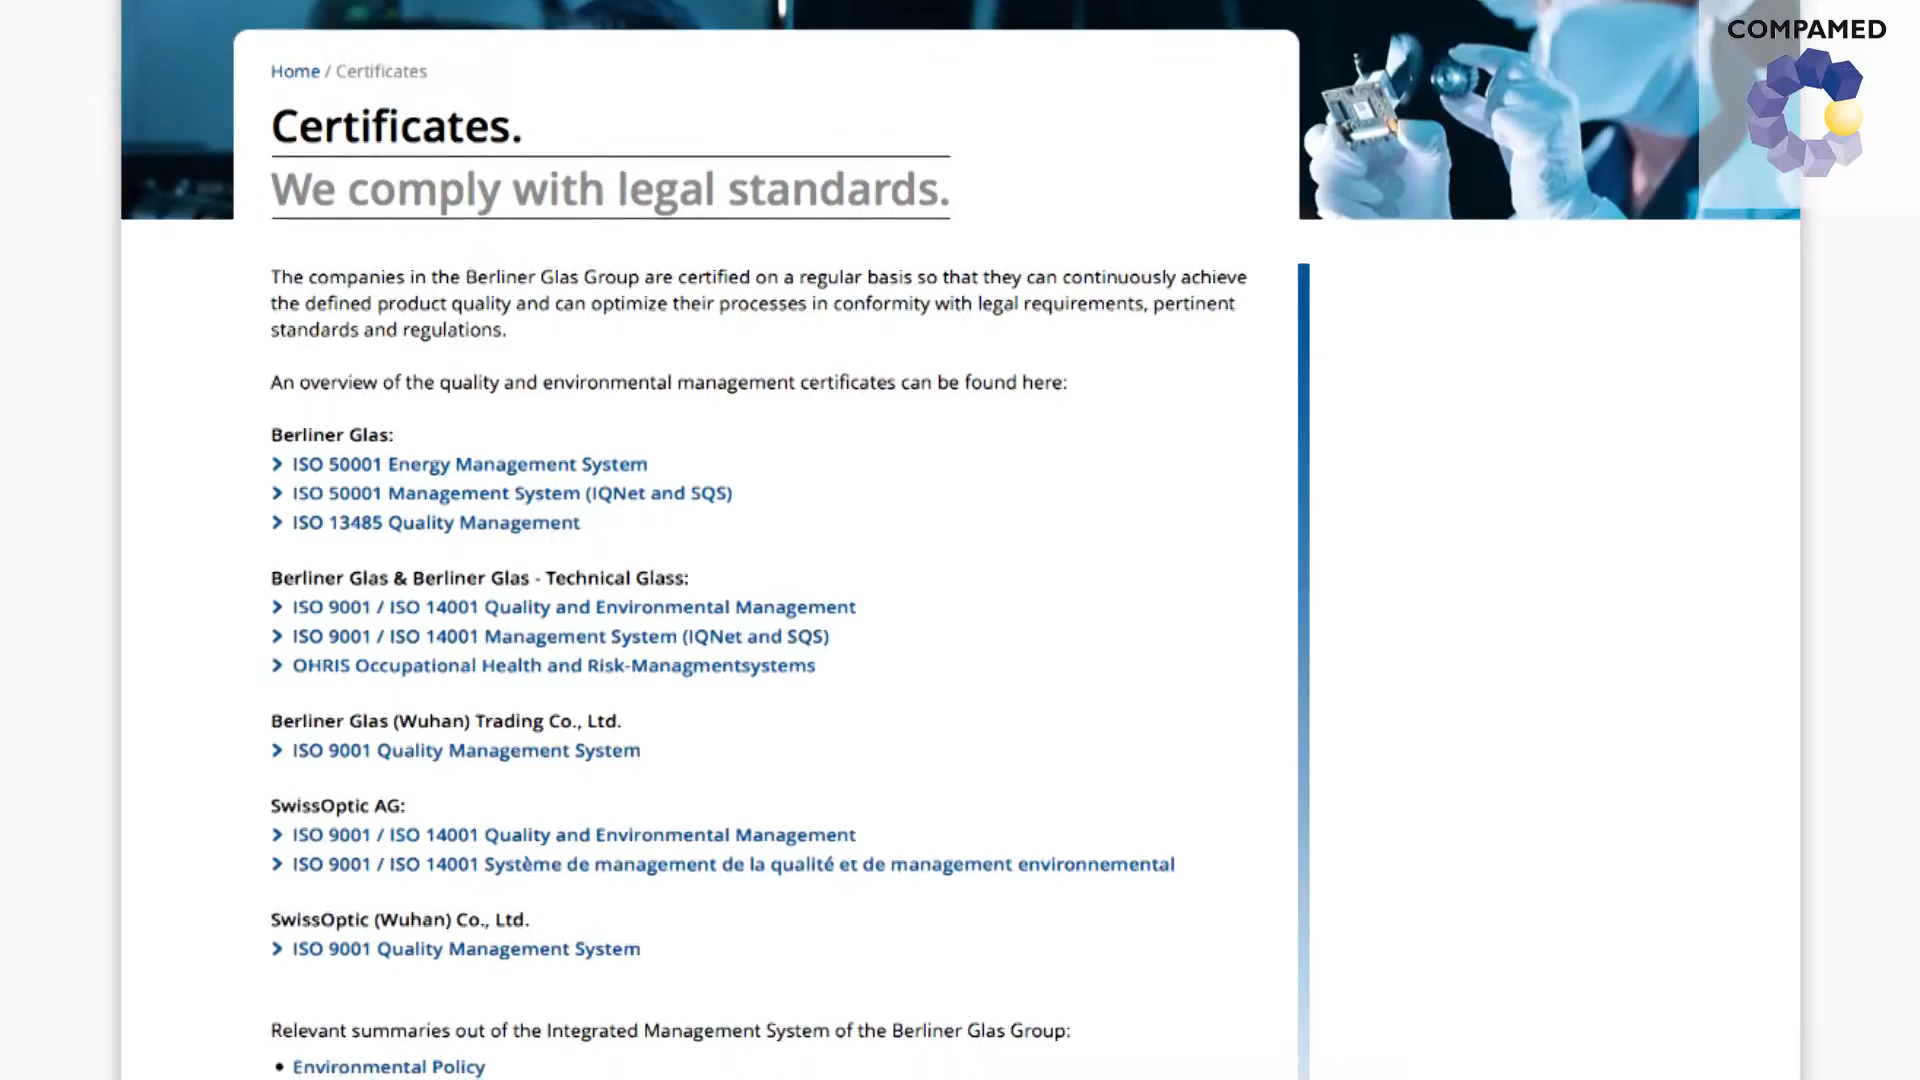 COMPAMED
Home / Certificates
Certificates.
We comply with legal standards.
The companies in the Berliner Glas Group are certified on a regular basis so that they can continuously achieve
the defined product quality and can optimize their processes in conformity with legal requirements, pertinent
standards and regulations.
An overview of the quality and environmental management certificates can be found here:
Berliner Glas:
ISO 50001 Energy Management System
ISO 50001 Management System (IQNet and SQS)
ISO 13485 Quality Management
Berliner Glas & Berliner Glas - Technical Glass:
ISO 9001 / ISO 14001 Quality and Environmental Management
ISO 9001 / ISO 14001 Management System (IQNet and SQS)
OHRIS Occupational Health and Risk-Managmentsystems
Berliner Glas (Wuhan) Trading Co., Ltd.
ISO 9001 Quality Management System
SwissOptic AG:
ISO 9001 / ISO 14001 Quality and Environmental Management
ISO 9001 / ISO 14001 Système de management de la qualité et de management environnemental
SwissOptic (Wuhan) Co., Ltd.
ISO 9001 Quality Management System
Relevant summaries out of the Integrated Management System of the Berliner Glas Group:
• Environmental Policy